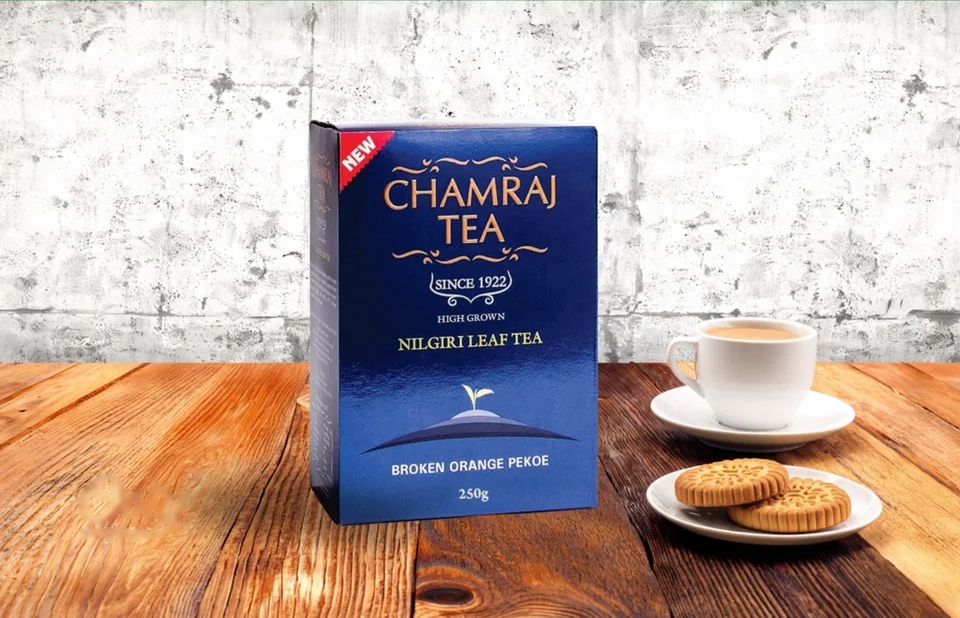 NEW
CHAMRAJ
TEA
SINCE 1922
HIGH GROWN
NILGIRI LEAF TEA
BROKEN ORANGE PEKOE
250g